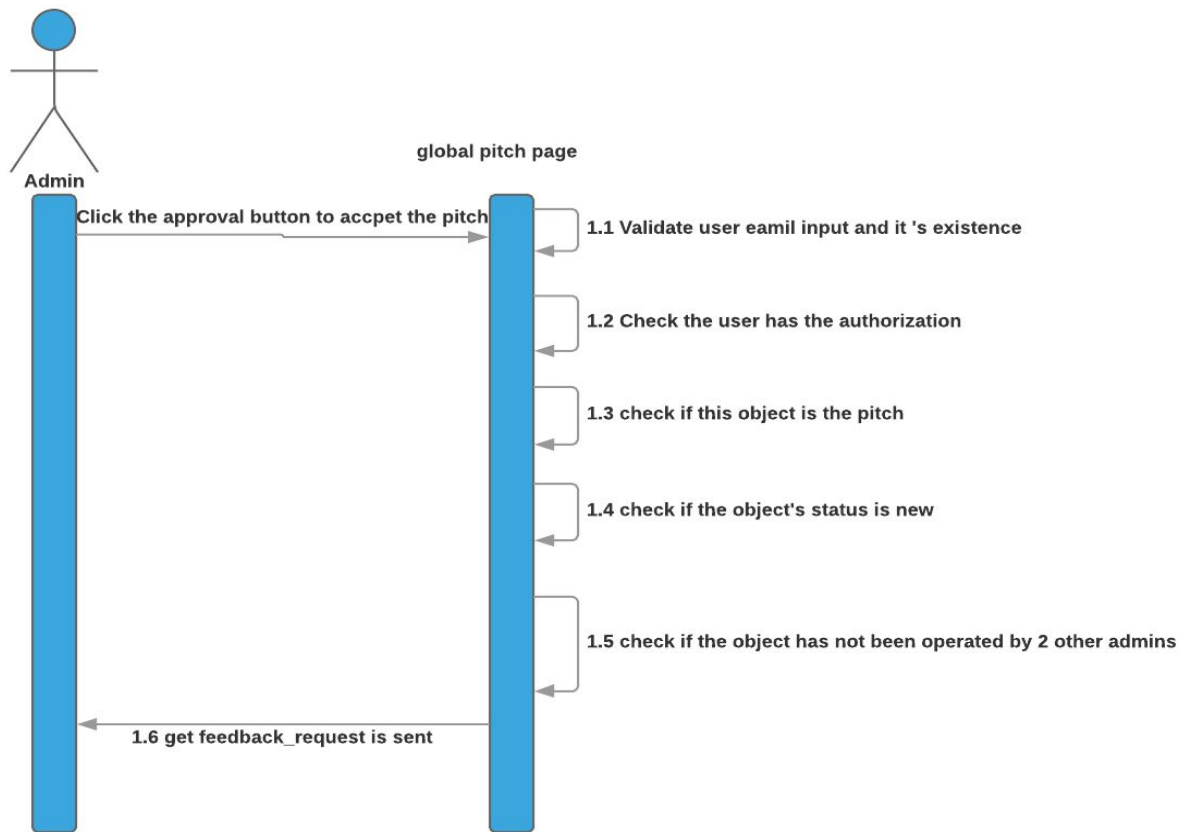 global pitch page
Admin
Click the approval button to accpet the pitch
1.1 Validate user eamil input and it 's existence
1.2 Check the user has the authorization
1.3 check if this object is the pitch
1.4 check if the object's status is new
1.5 check if the object has not been operated by 2 other admins
1.6 get feedback_request is sent